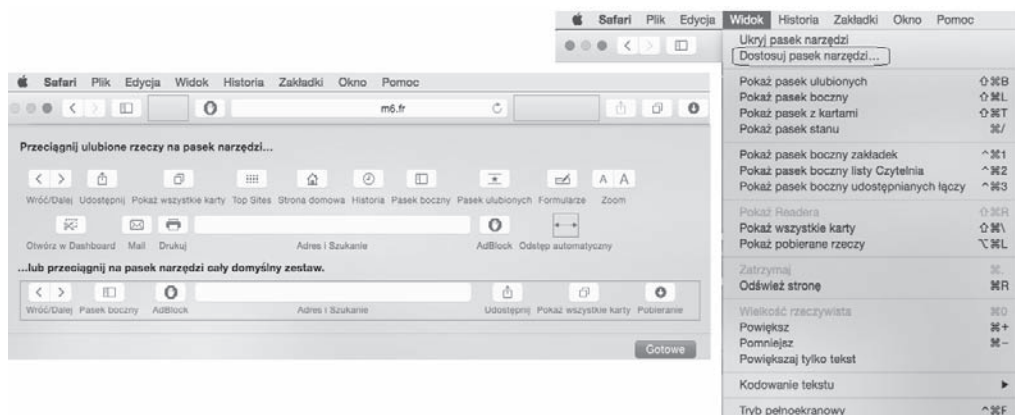 Safari Plik Edycja Widok Historia Zakładki Okno Pomoc
Ukryj pasek narzędzi
Dostosuj pasek narzędzi...
Pokaż pasek ulubionych ⇧⌘B
Pokaż pasek boczny ⇧⌘L
Pokaż pasek z kartami ⇧⌘T
Pokaż pasek stanu ⌘/
Pokaż pasek boczny zakładek ^⌘1
Pokaż pasek boczny listy Czytelnia ^⌘2
Pokaż pasek boczny udostępnianych łączy ^⌘3
Pokaż Readera ⇧⌘R
Pokaż wszystkie karty ⇧⌘\
Pokaż pobierane rzeczy ⌥⌘L
Zatrzymaj ⌘.
Odśwież stronę ⌘R
Wielkość rzeczywista ⌘0
Powiększ ⌘+
Pomniejsz ⌘-
Powiękazaj tylko tekst
Kodowanie tekstu
Tryb pełnoekranowy ^⌘F
Safari Plik Edycja Widok Historia Zakładki Okno Pomoc
m6.fr
Przeciągnij ulubione rzeczy na pasek narzędzi...
A A
Wróć/Dalej Udostępnij Pokaż wszystkie karty Top Sites Strona domowa Historia Pasek boczny Pasek ulubionych Formularze Zoom
Otwórz w Dashboard Mail Drukuj Adres i Szukanie AdBlock Odstęp automatyczny
...lub przeciągnij na pasek narzędzi cały domyślny zestaw.
Wróć/Dalej Pasek boczny AdBlock Adres i Szukanie Udostępnij Pokaż wszystkie karty Pobieranie
Gotowe